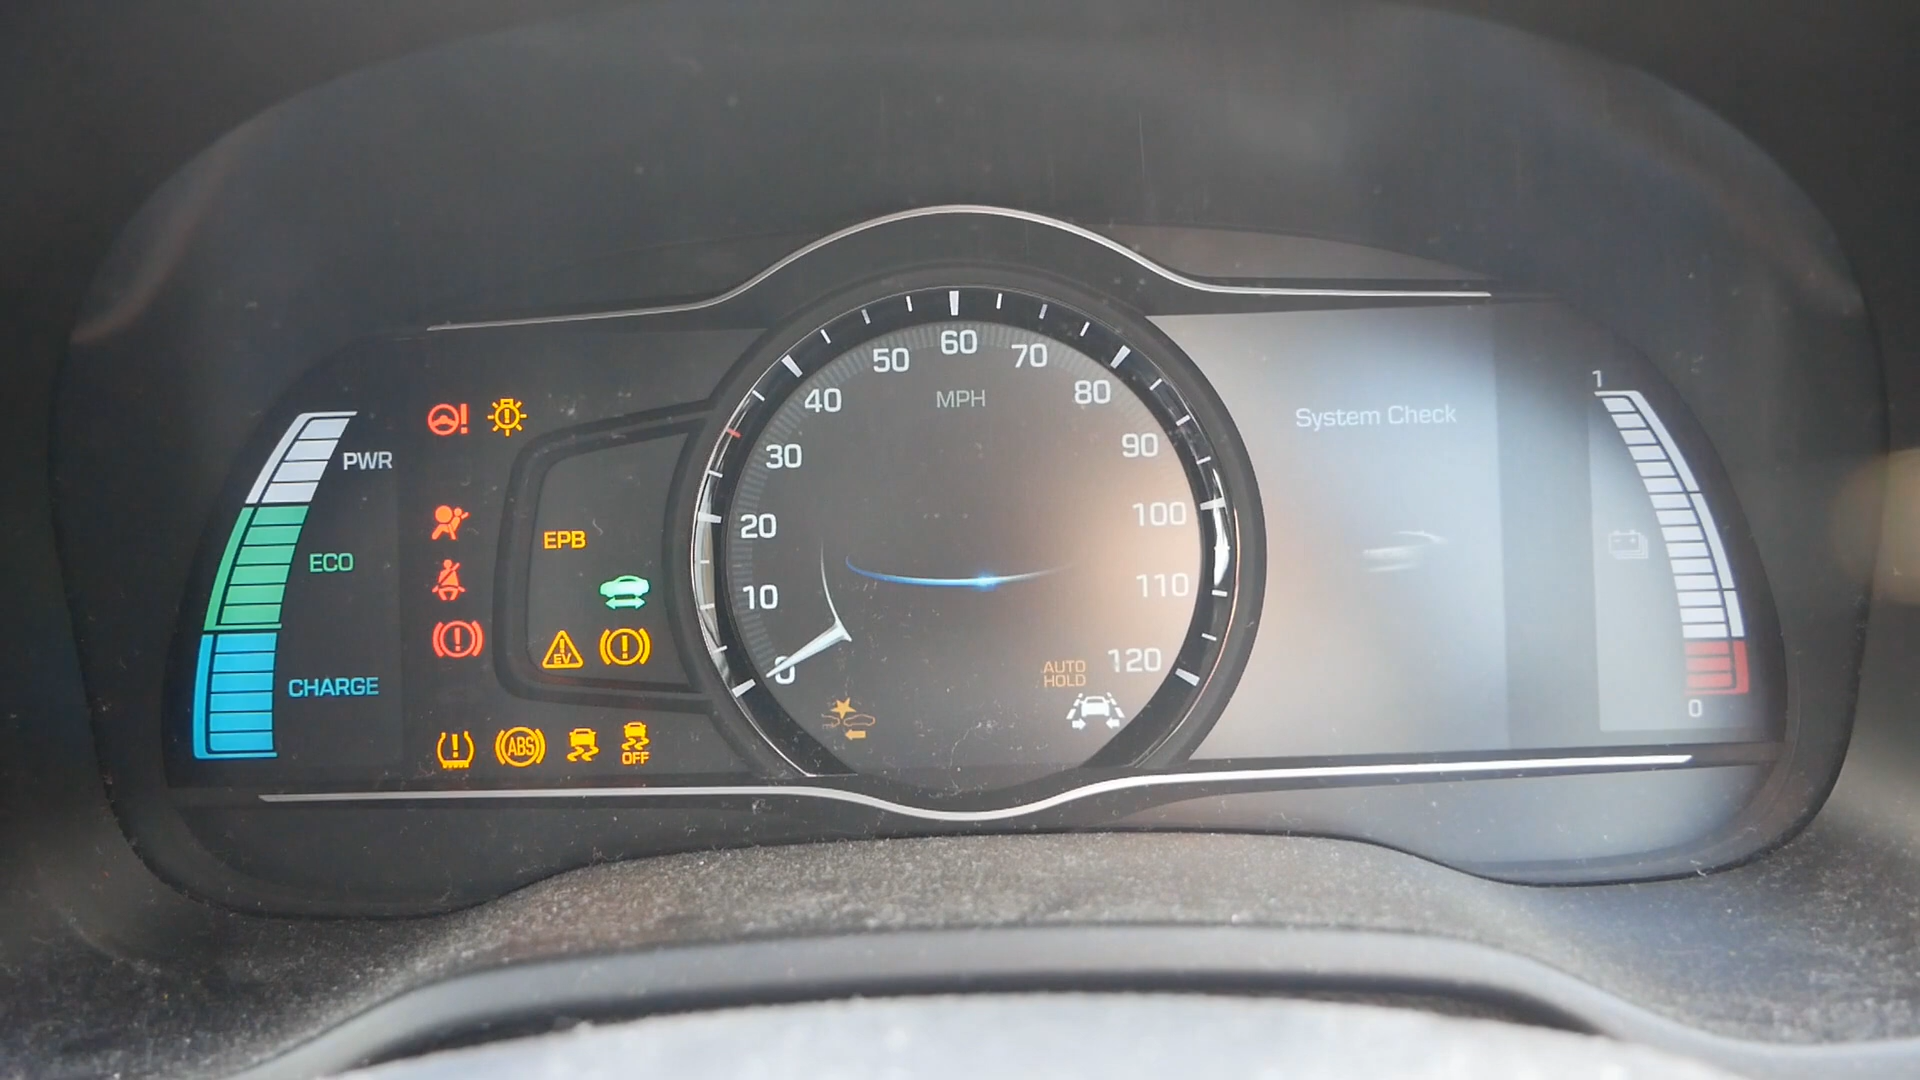 60
50
70
40
MPH
80
1
System Check
30
90
PWR
20
100
EPB
ECO
10
110
EV
0
120
AUTO
HOLD
CHARGE
0
ABS
OFF